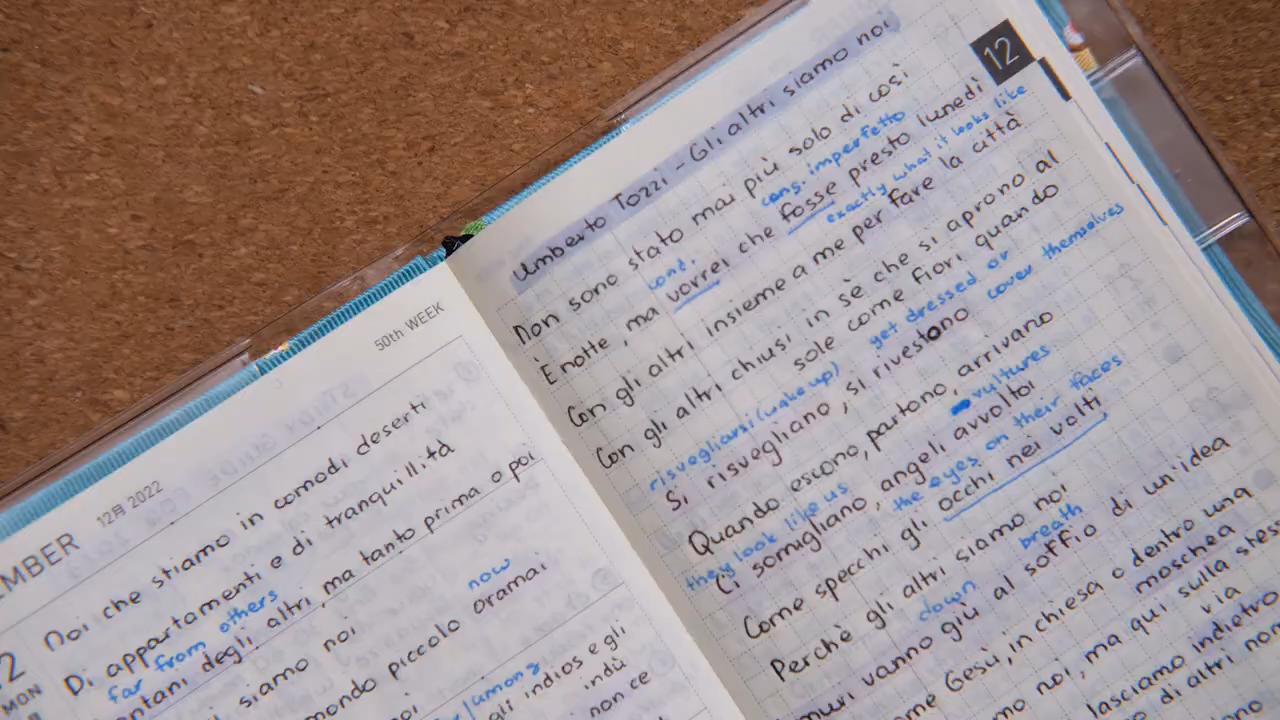 50th WEEK
12月 2022
EMBER
2
MON
Noi che stiamo in comodi deserti
Di appartamenti e di tranquillità
far from others
ntani degli altri, ma tanto prima o poi
siamo noi
now
mondo piccolo oramai
/among
gli indios e gli
indù
non ce
12
Umberto Tozzi - Gli altri siamo noi
Non sono stato mai più solo di così
cong. imperfetto
cond.
È notte, ma vorrei che fosse presto lunedì
exactly what it looks like
Con gli altri insieme a me per fare la città
Con gli altri chiusi in sè che si aprono al
sole come fiori quando
risvegliarsi (wake up)
get dressed or cover themselves
Si risvegliano, si rivestono
Quando escono, partono, arrivano
they look like us
vultures
Ci somigliano, angeli avvoltoi
the eyes on their faces
Come specchi gli occhi nei volti
Perchè gli altri siamo noi
down
breath
muri vanno giù al soffio di un'idea
ome Gesù, in chiesa o dentro una
moschea
mo noi, ma qui sulla stess
via
lasciamo indietro
o di altri non